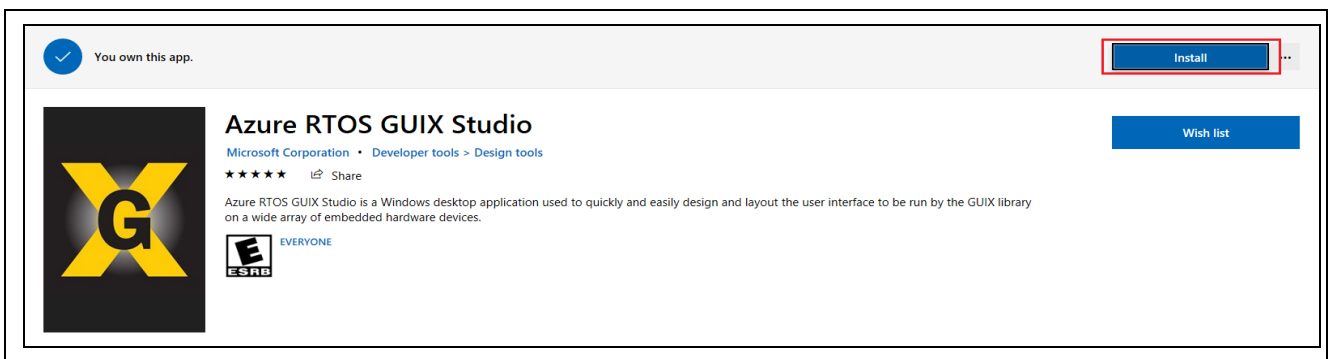 You own this app.
Install
...
Azure RTOS GUIX Studio
Wish list
Microsoft Corporation • Developer tools > Design tools
★★★★★ Share
Azure RTOS GUIX Studio is a Windows desktop application used to quickly and easily design and layout the user interface to be run by the GUIX library
on a wide array of embedded hardware devices.
X
G
E
ESRB
EVERYONE